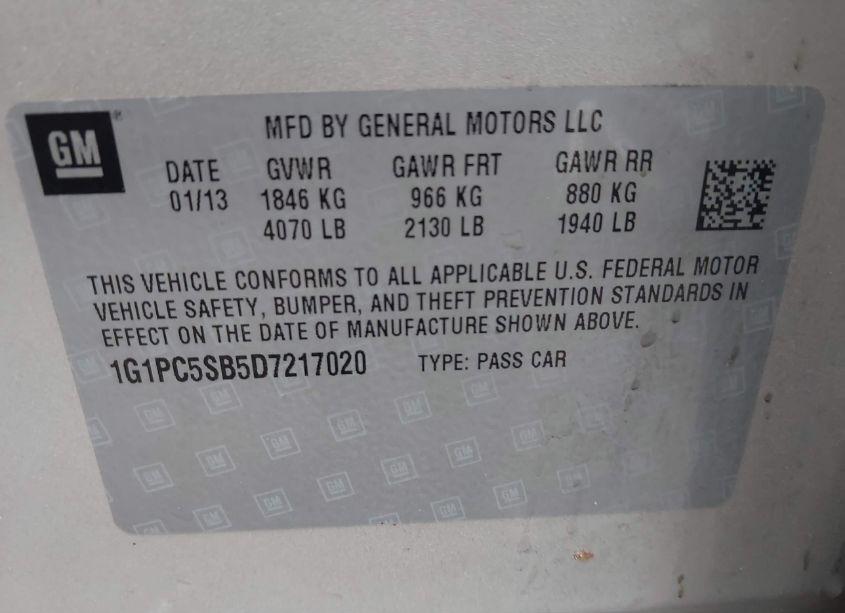 GM
MFD BY GENERAL MOTORS LLC
DATE GVWR GAWR FRT GAWR RR
01/13 1846 KG 966 KG 880 KG
4070 LB 2130 LB 1940 LB
THIS VEHICLE CONFORMS TO ALL APPLICABLE U.S. FEDERAL MOTOR
VEHICLE SAFETY, BUMPER, AND THEFT PREVENTION STANDARDS IN
EFFECT ON THE DATE OF MANUFACTURE SHOWN ABOVE.
1G1PC5SB5D7217020 TYPE: PASS CAR